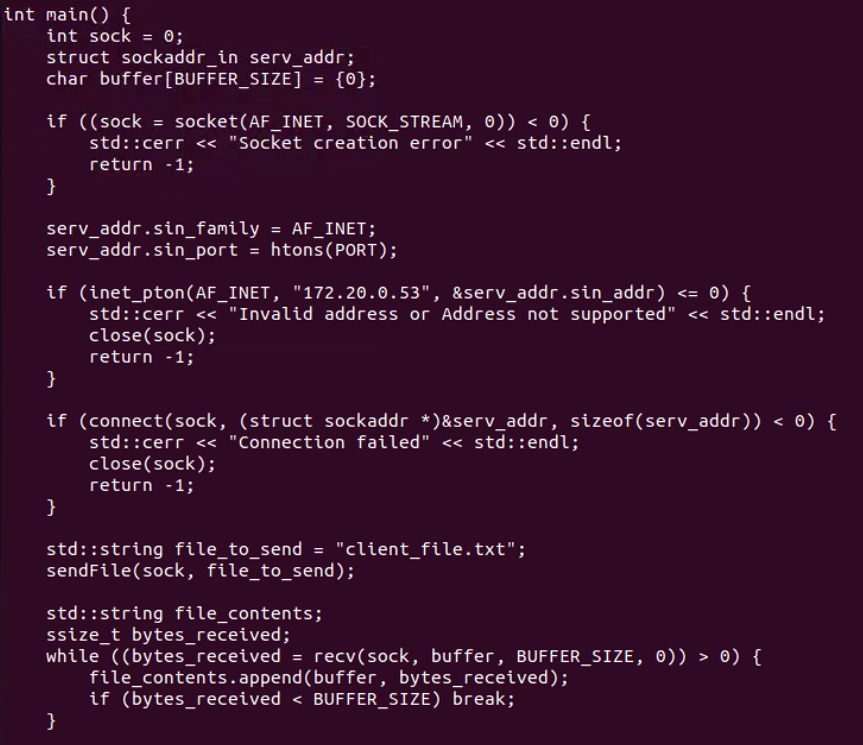 int main() {
    int sock = 0;
    struct sockaddr_in serv_addr;
    char buffer[BUFFER_SIZE] = {0};

    if ((sock = socket(AF_INET, SOCK_STREAM, 0)) < 0) {
        std::cerr << "Socket creation error" << std::endl;
        return -1;
    }

    serv_addr.sin_family = AF_INET;
    serv_addr.sin_port = htons(PORT);

    if (inet_pton(AF_INET, "172.20.0.53", &serv_addr.sin_addr) <= 0) {
        std::cerr << "Invalid address or Address not supported" << std::endl;
        close(sock);
        return -1;
    }

    if (connect(sock, (struct sockaddr *)&serv_addr, sizeof(serv_addr)) < 0) {
        std::cerr << "Connection failed" << std::endl;
        close(sock);
        return -1;
    }

    std::string file_to_send = "client_file.txt";
    sendFile(sock, file_to_send);

    std::string file_contents;
    ssize_t bytes_received;
    while ((bytes_received = recv(sock, buffer, BUFFER_SIZE, 0)) > 0) {
        file_contents.append(buffer, bytes_received);
        if (bytes_received < BUFFER_SIZE) break;
    }